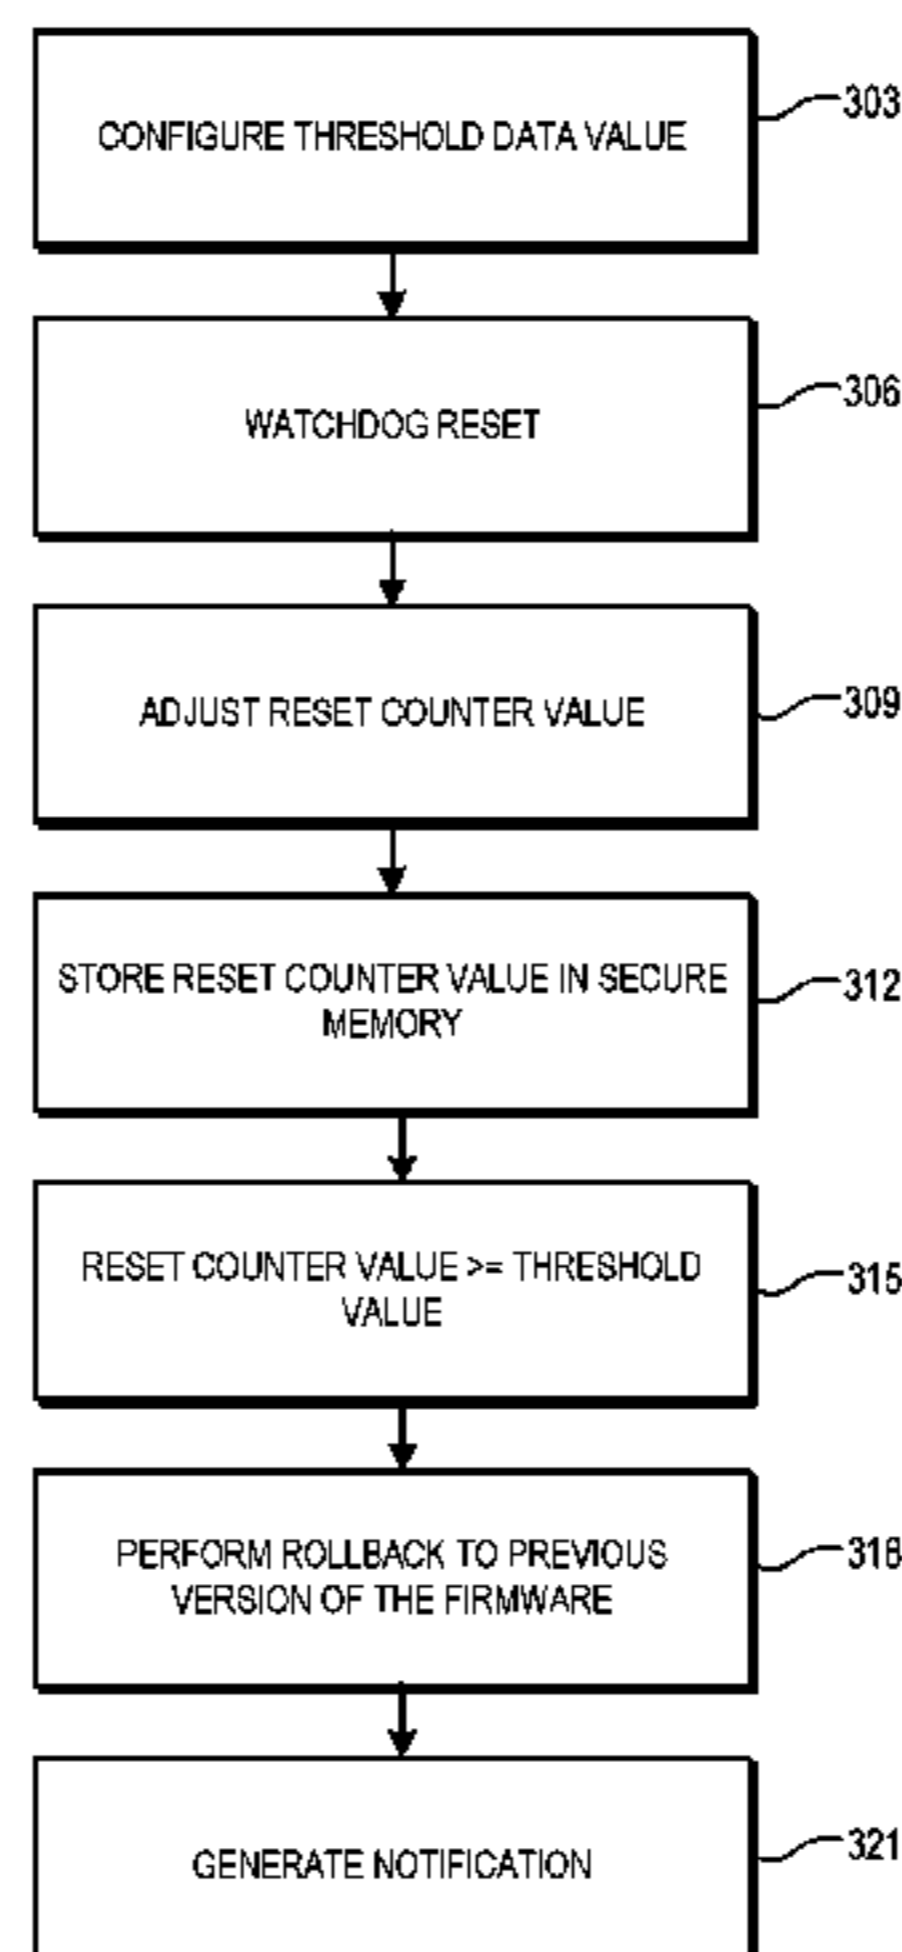 CONFIGURE THRESHOLD DATA VALUE
303
WATCHDOG RESET
306
ADJUST RESET COUNTER VALUE
309
STORE RESET COUNTER VALUE IN SECURE
MEMORY
312
RESET COUNTER VALUE >= THRESHOLD
VALUE
315
PERFORM ROLLBACK TO PREVIOUS
VERSION OF THE FIRMWARE
318
GENERATE NOTIFICATION
321